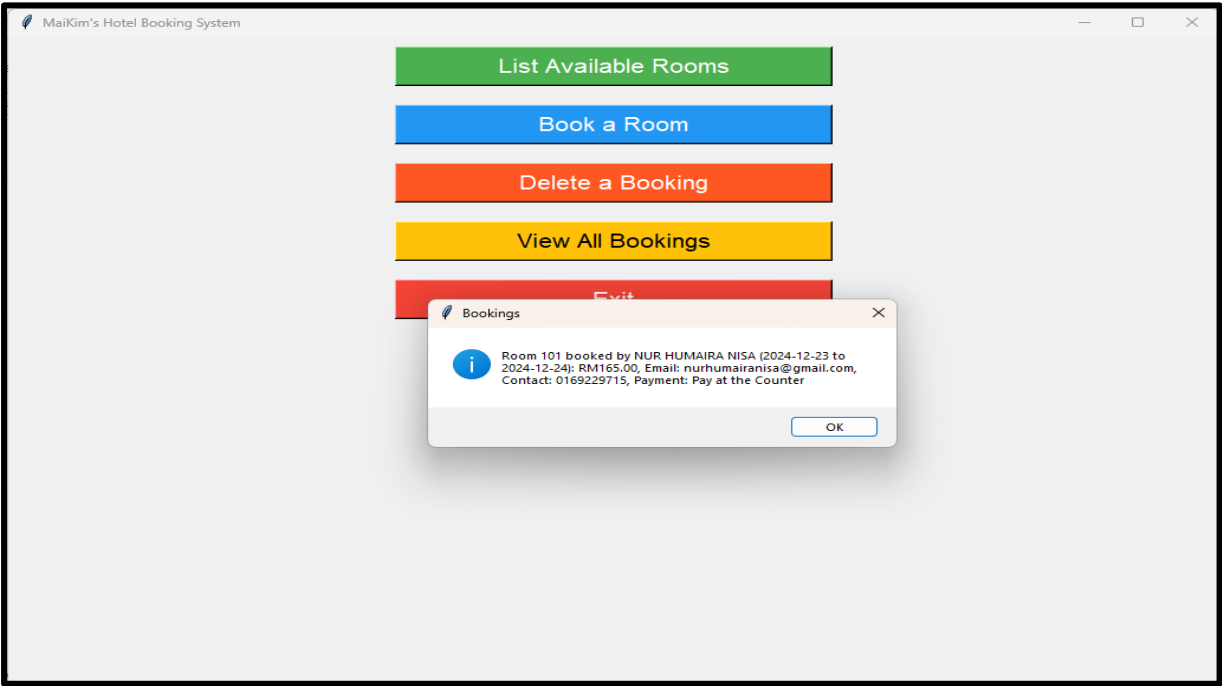 MaiKim's Hotel Booking System
List Available Rooms
Book a Room
Delete a Booking
View All Bookings
Exit
Bookings
Room 101 booked by NUR HUMAIRA NISA (2024-12-23 to
2024-12-24): RM165.00, Email: nurhumairanisa@gmail.com,
Contact: 0169229715, Payment: Pay at the Counter
OK